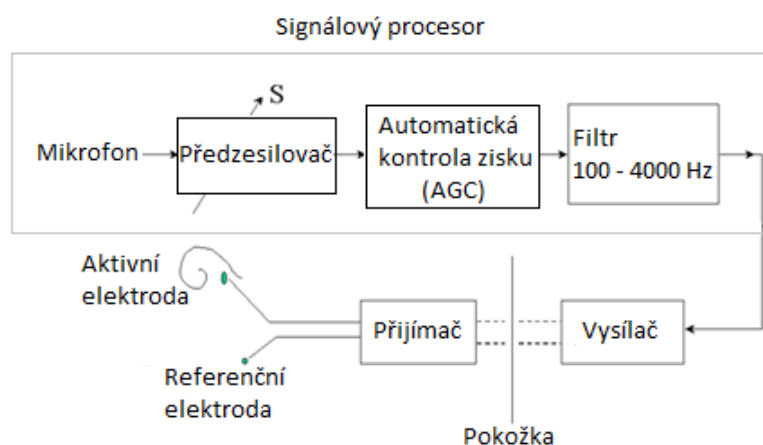 Signálový procesor
S
Mikrofon
Předzesilovač
Automatická
kontrola zisku
(AGC)
Filtr
100 - 4000 Hz
Aktivní
elektroda
Přijímač
Vysílač
Referenční
elektroda
Pokožka